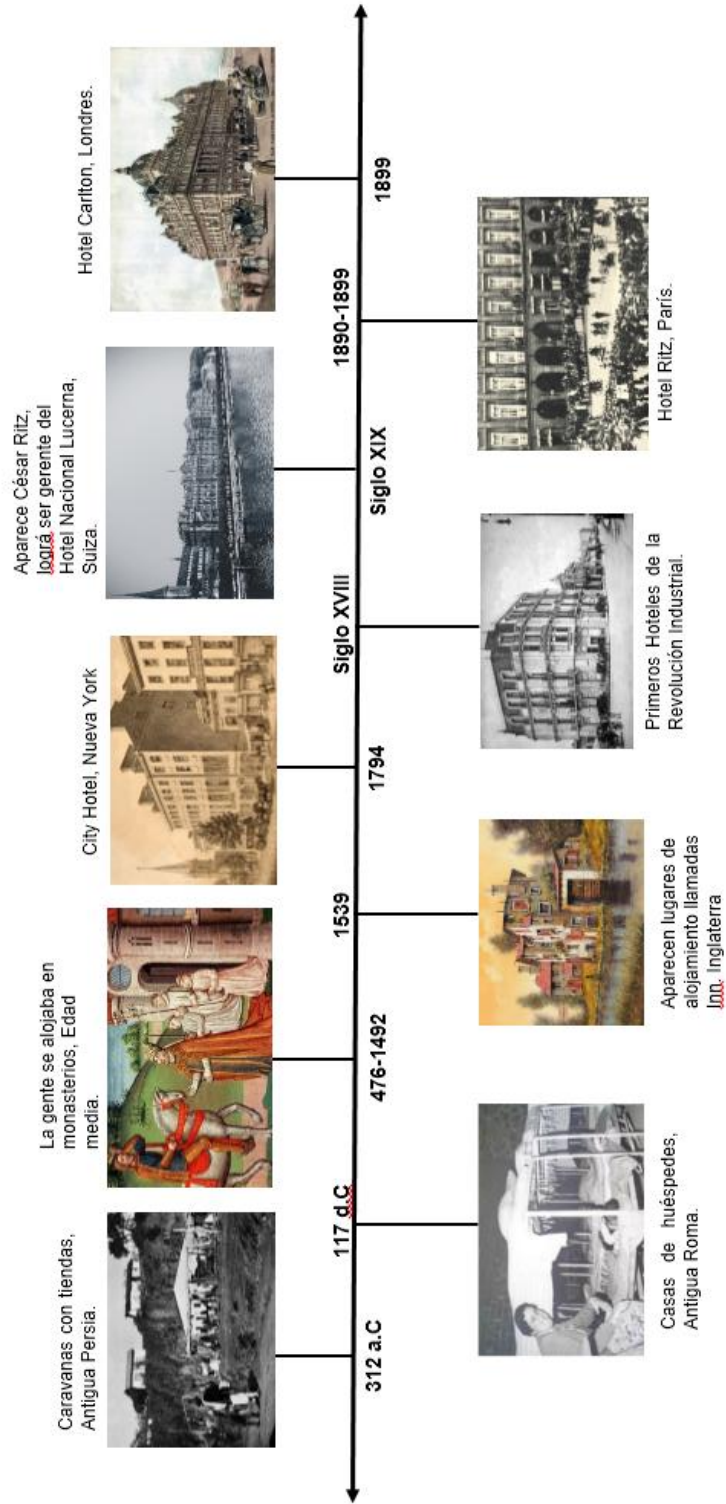 Caravanas con tiendas,
Antigua Persia.
312 a.C
117 d.C
Casas de huéspedes,
Antigua Roma.
La gente se alojaba en
monasterios, Edad
media.
476-1492
1539
Aparecen lugares de
alojamiento llamadas
Inn. Inglaterra
City Hotel, Nueva York
1794
Siglo XVIII
Primeros Hoteles de la
Revolución Industrial.
Aparece César Ritz,
lográ ser gerente del
Hotel Nacional Lucerna,
Suiza.
Siglo XIX
1890-1899
Hotel Ritz, París.
Hotel Carlton, Londres.
1899